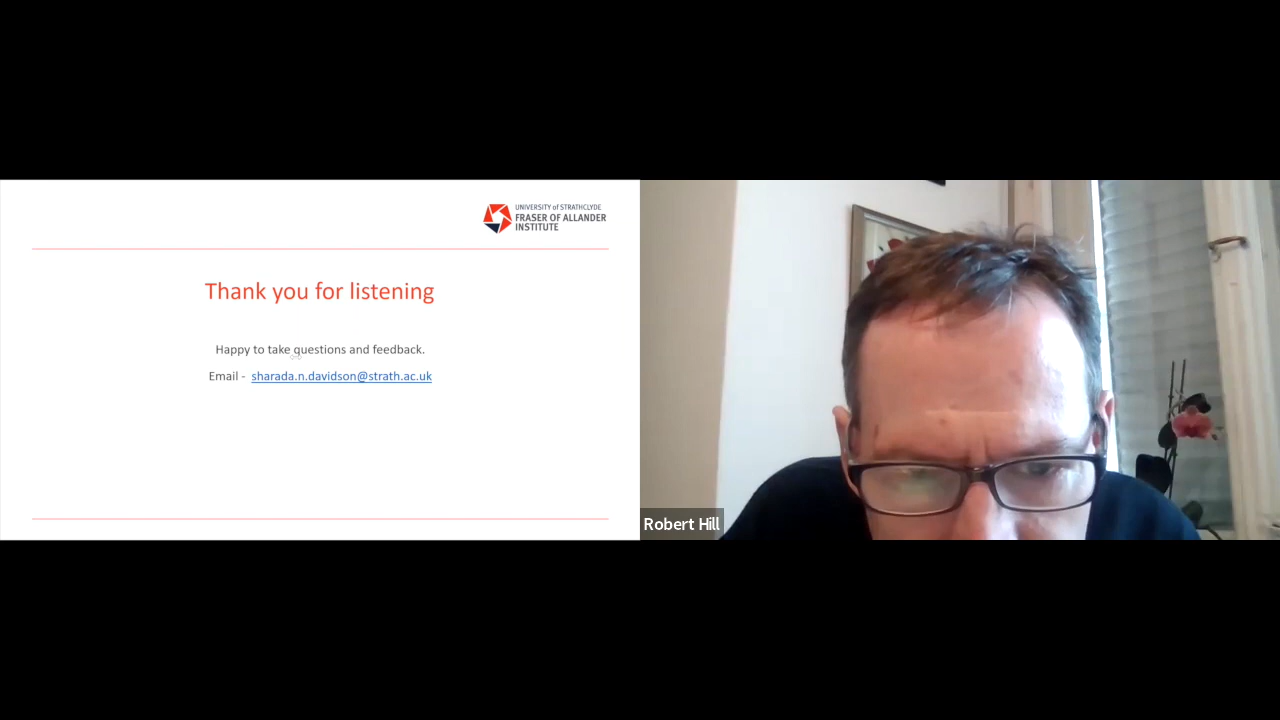 UNIVERSITY of STRATHCLYDE
FRASER OF ALLANDER
INSTITUTE
Thank you for listening
Happy to take questions and feedback.
Email - sharada.n.davidson@strath.ac.uk
Robert Hill